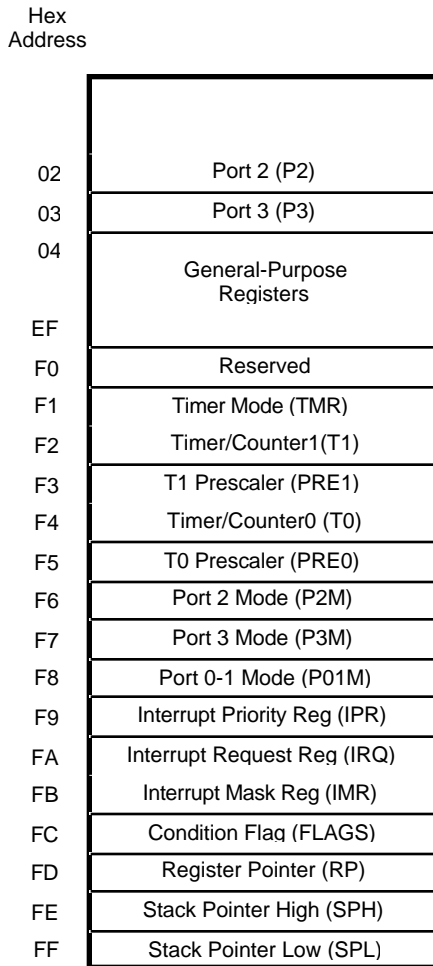 Hex
Address
02 Port 2 (P2)
03 Port 3 (P3)
04
General-Purpose
Registers
EF
F0 Reserved
F1 Timer Mode (TMR)
F2 Timer/Counter1(T1)
F3 T1 Prescaler (PRE1)
F4 Timer/Counter0 (T0)
F5 T0 Prescaler (PRE0)
F6 Port 2 Mode (P2M)
F7 Port 3 Mode (P3M)
F8 Port 0-1 Mode (P01M)
F9 Interrupt Priority Reg (IPR)
FA Interrupt Request Reg (IRQ)
FB Interrupt Mask Reg (IMR)
FC Condition Flag (FLAGS)
FD Register Pointer (RP)
FE Stack Pointer High (SPH)
FF Stack Pointer Low (SPL)